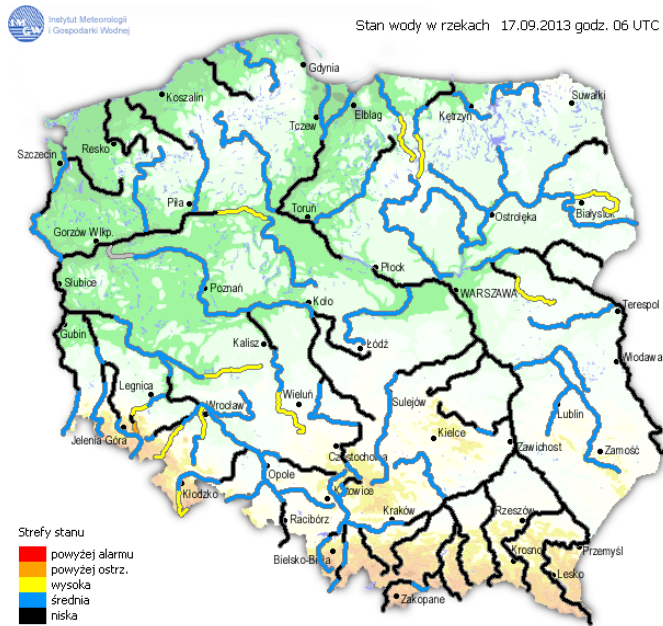 Instytut Meteorologii
i Gospodarki Wodnej
Stan wody w rzekach 17.09.2013 godz. 06 UTC
Gdynia
Koszalin
Suwałki
Elbląg
Kętrzyn
Tczew
Resko
Szczecin
Piła
Białystok
Toruń
Ostrołęka
Gorzów Wlkp.
Płock
Słubice
Poznań
WARSZAWA
Koło
Terespol
Gubin
Kalisz
Łódź
Włodawa
Legnica
Wieluń
Sulejów
Wrocław
Lublin
Jelenia Góra
Kielce
Zawichost
Zamość
Częstochowa
Opole
Kłodzko
Katowice
Racibórz
Kraków
Rzeszów
Przemyśl
Bielsko-Biała
Krosno
Lesko
Zakopane
Strefy stanu
powyżej alarmu
powyżej ostrz.
wysoka
średnia
niska